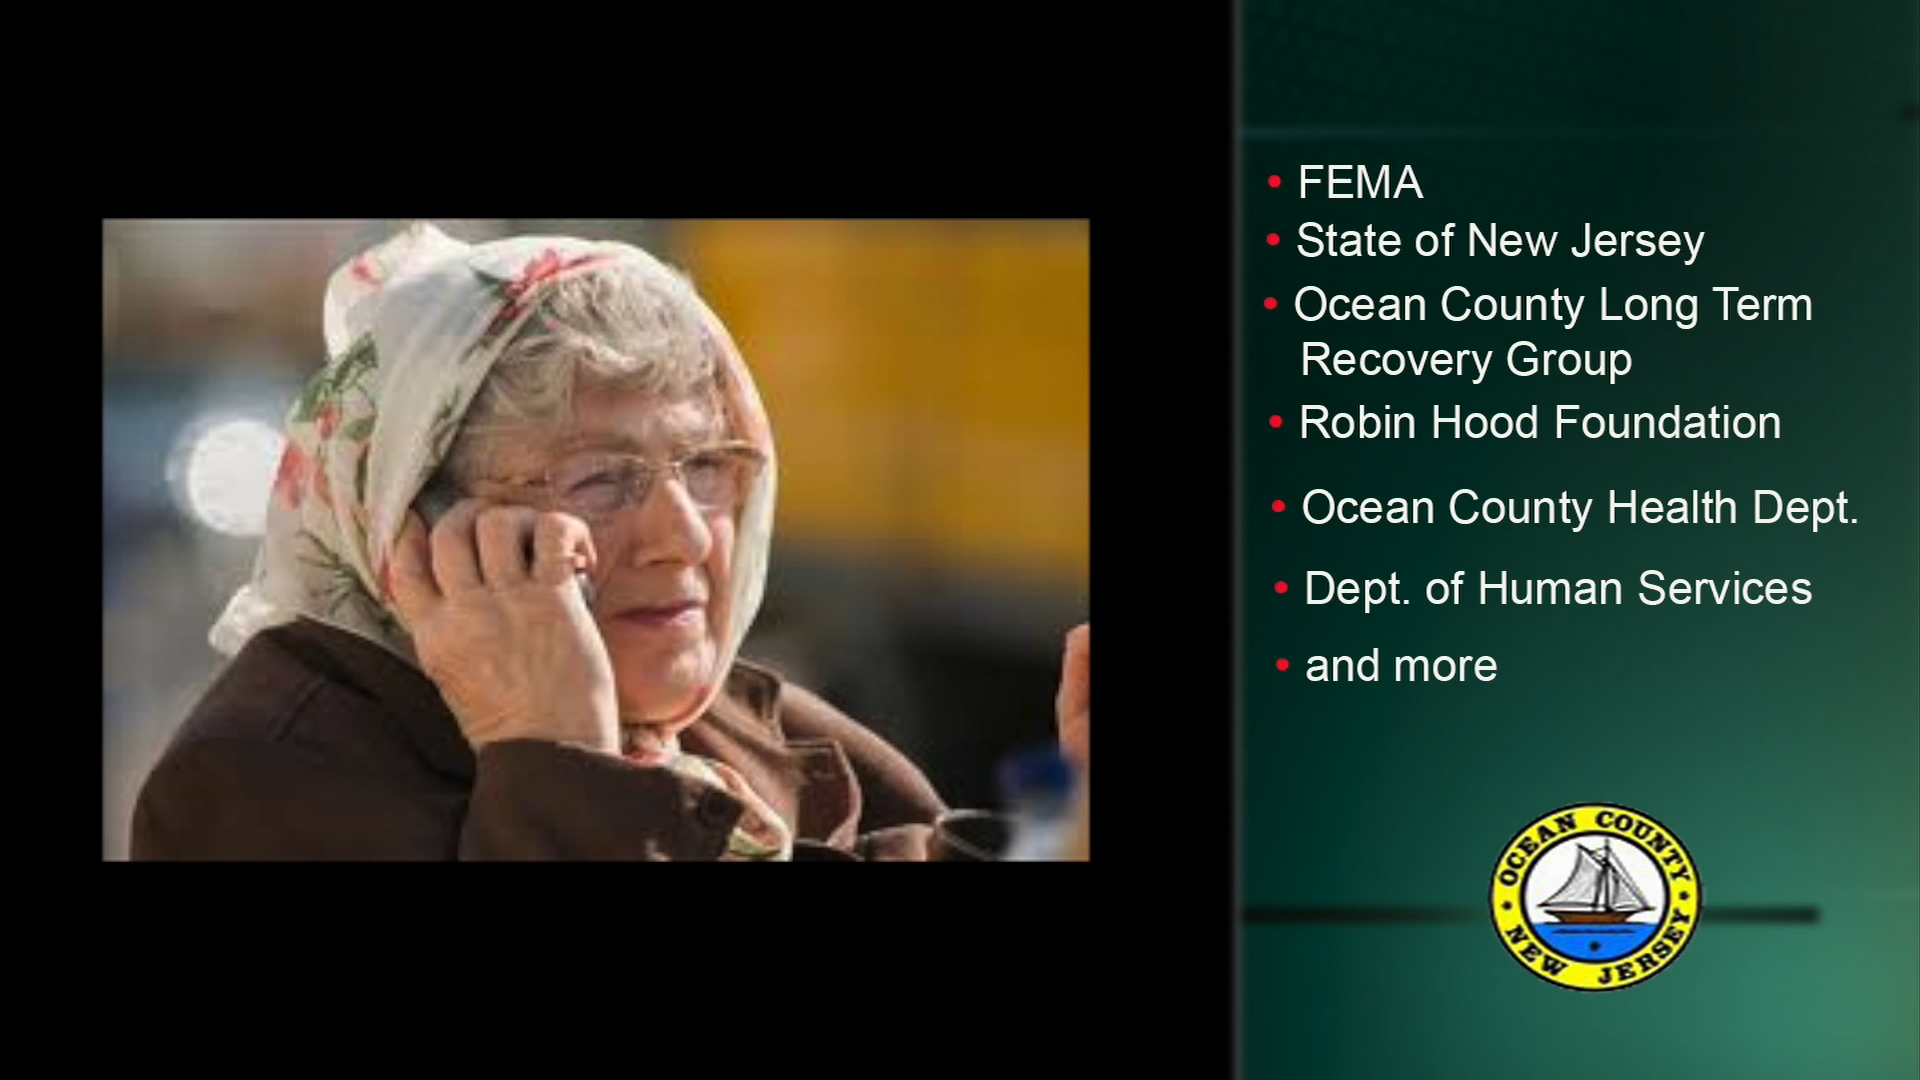 • FEMA
• State of New Jersey
• Ocean County Long Term
Recovery Group
• Robin Hood Foundation
• Ocean County Health Dept.
• Dept. of Human Services
• and more
OCEAN COUNTY
• NEW JERSEY •